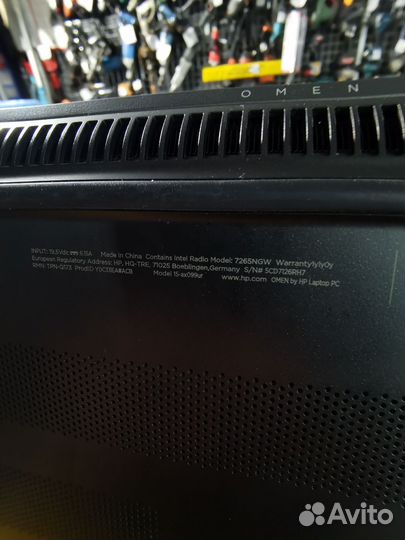 OMEN
INPUT: 19.5Vdc ⎓ 6.15A Made in China Contains Intel Radio Model: 7265NGW Warranty1y1y0y
European Regulatory Address: HP, HQ-TRE, 71025 Boeblingen,Germany S/N# 5CD7126RH7
RMN: TPN-Q173 ProdID Y0C33EA#ACB Model 15-ax099ur www.hp.com OMEN by HP Laptop PC
Avito